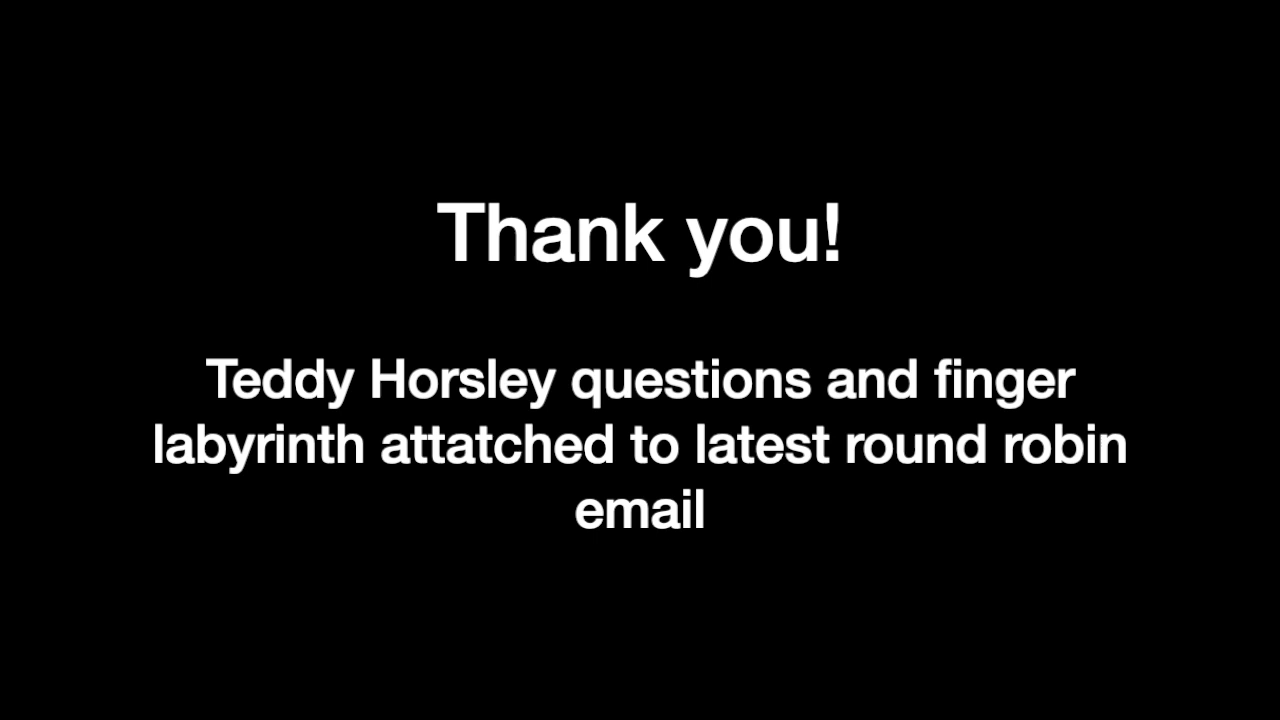 Thank you!
Teddy Horsley questions and finger
labyrinth attatched to latest round robin
email